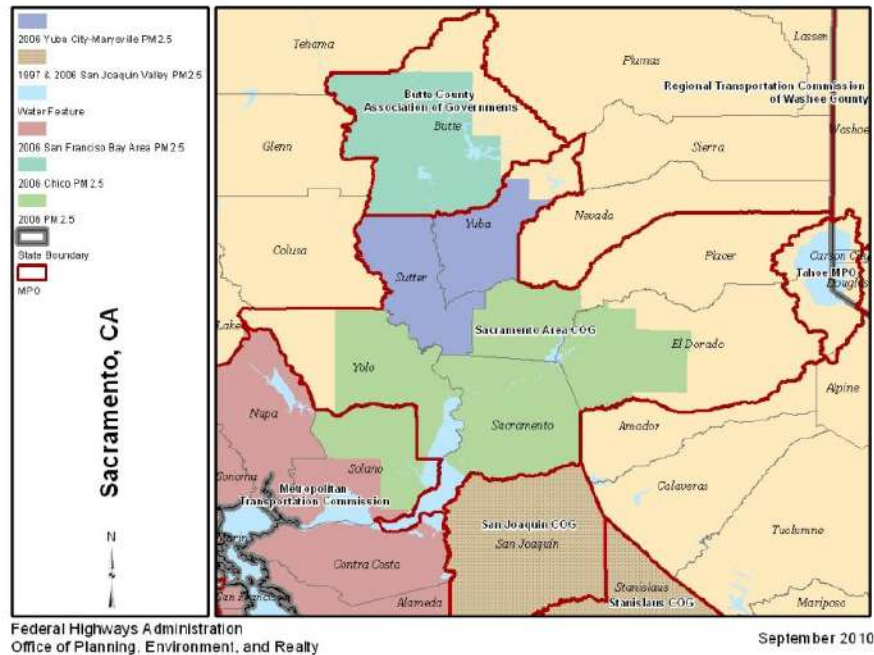 2006 Yuba City-Marysville PM2.5
1997 & 2006 San Joaquin Valley PM2.5
Water Feature
2006 San Franciso Bay Area PM2.5
2006 Chico PM2.5
2006 PM 2.5
State Boundary
MPO
Sacramento, CA
N
Tehama
Plumas
Lassen
Butte County
Association of Governments
Regional Transportation Commission
of Washoe County
Butte
Washoe
Glenn
Sierra
Yuba
Nevada
Colusa
Sutter
Placer
Carson City
Tahoe MPO
Douglas
Lake
Sacramento Area COG
Yolo
El Dorado
Alpine
Napa
Sacramento
Amador
Solano
Sonoma
Metropolitan
Transportation Commission
Calaveras
Marin
San Joaquin COG
San Joaquin
Tuolumne
Contra Costa
Stanislaus
San Francisco
Alameda
Stanislaus COG
Mariposa
Federal Highways Administration
Office of Planning, Environment, and Realty
September 2010